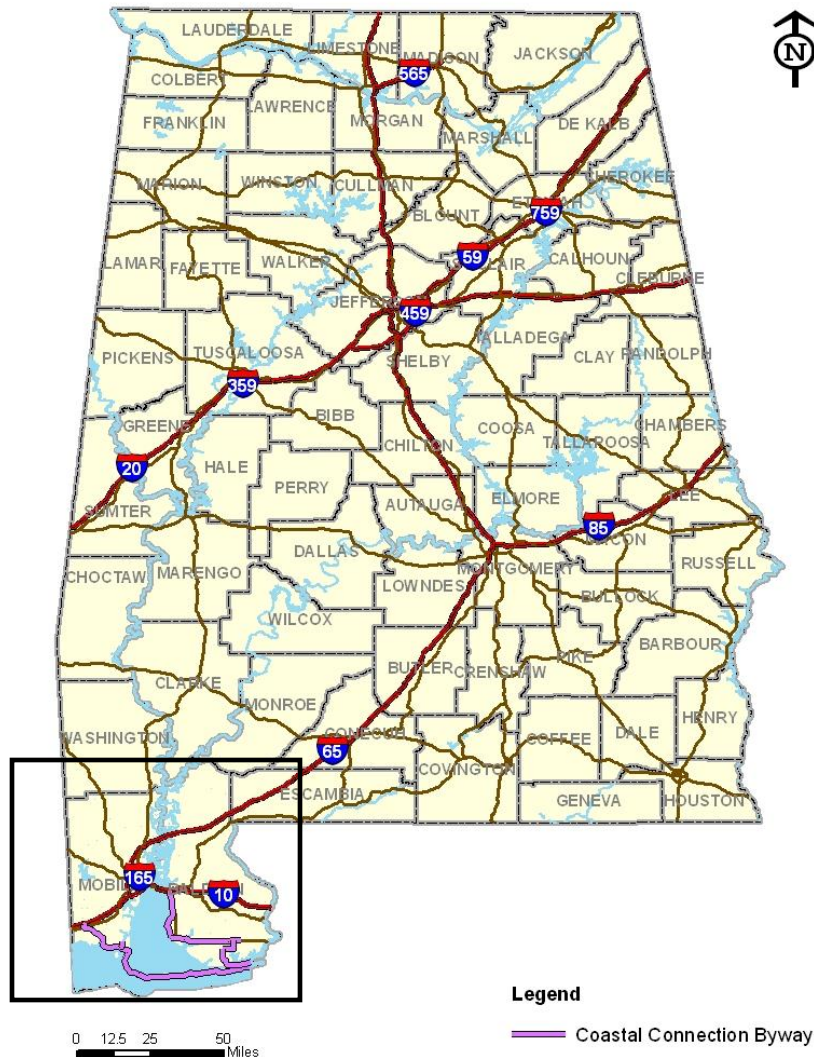 N
LAUDERDALE
LIMESTONE
MADISON
JACKSON
565
COLBERT
LAWRENCE
FRANKLIN
MORGAN
MARSHALL
DE KALB
MARION
WINSTON
CULLMAN
CHEROKEE
BLOUNT
759
LAMAR
FAYETTE
WALKER
59
CALHOUN
CLEBURNE
459
PICKENS
TUSCALOOSA
SHELBY
TALLADEGA
CLAY
RANDOLPH
359
GREENE
BIBB
CHILTON
COOSA
TALLAPOOSA
CHAMBERS
20
HALE
PERRY
AUTAUGA
ELMORE
SUMTER
LEE
85
DALLAS
CHOCTAW
MARENGO
LOWNDES
MONTGOMERY
RUSSELL
BULLOCK
WILCOX
BARBOUR
BUTLER
CRENSHAW
PIKE
CLARKE
MONROE
HENRY
WASHINGTON
CONECUH
65
COFFEE
DALE
COVINGTON
ESCAMBIA
GENEVA
HOUSTON
165
10
Legend
Coastal Connection Byway
0 12.5 25 50
Miles